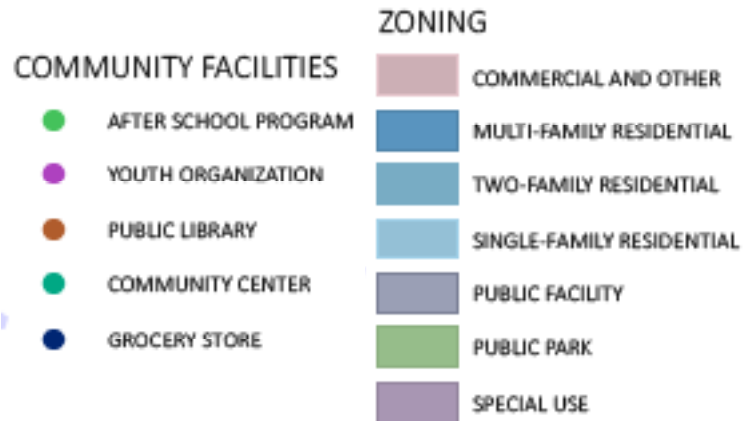 COMMUNITY FACILITIES
AFTER SCHOOL PROGRAM
YOUTH ORGANIZATION
PUBLIC LIBRARY
COMMUNITY CENTER
GROCERY STORE
ZONING
COMMERCIAL AND OTHER
MULTI-FAMILY RESIDENTIAL
TWO-FAMILY RESIDENTIAL
SINGLE-FAMILY RESIDENTIAL
PUBLIC FACILITY
PUBLIC PARK
SPECIAL USE